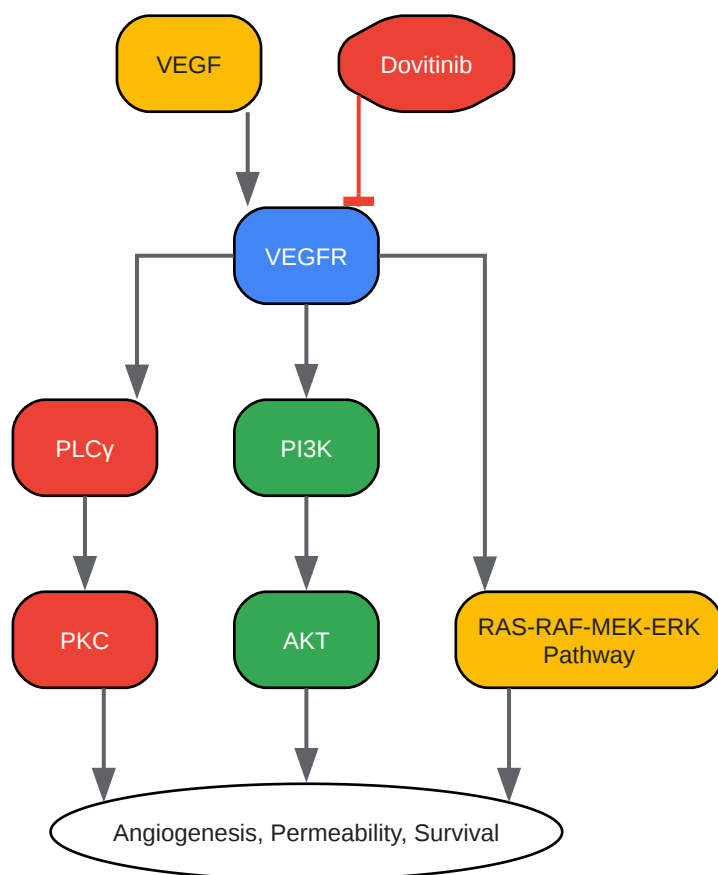 VEGF
Dovitinib
VEGFR
PLCγ
PI3K
PKC
AKT
RAS-RAF-MEK-ERK
Pathway
Angiogenesis, Permeability, Survival